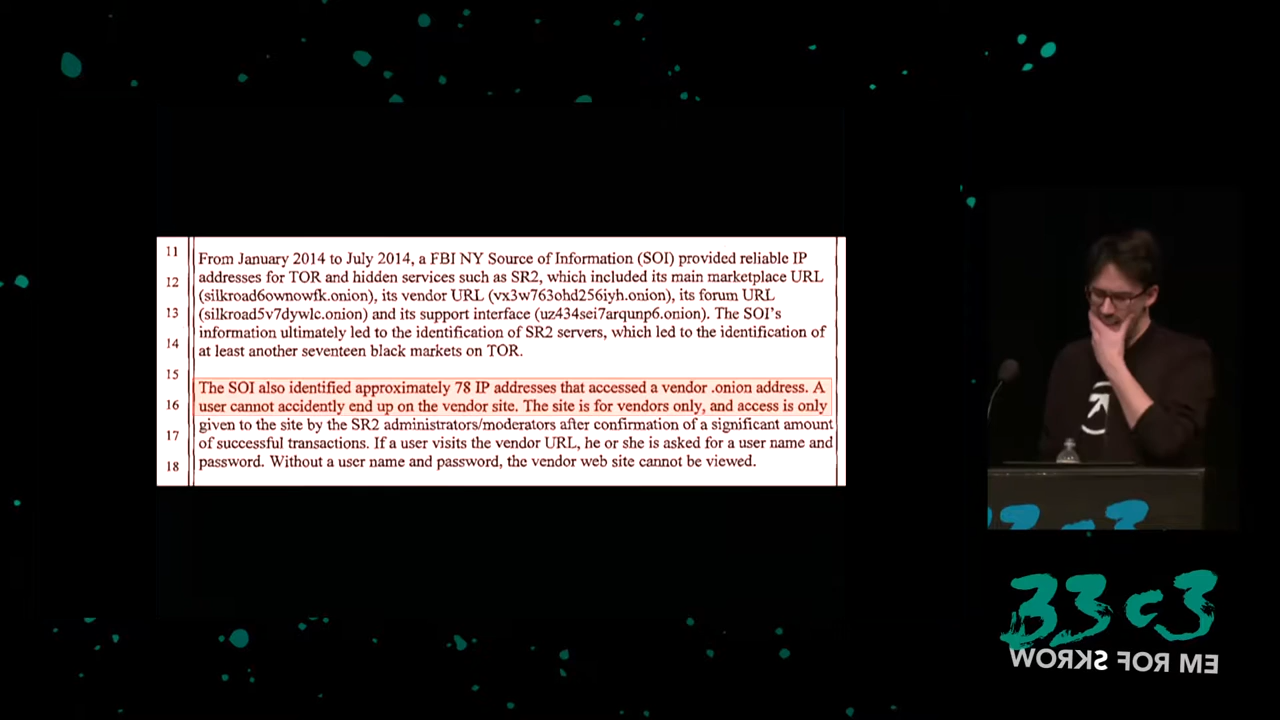 11
From January 2014 to July 2014, a FBI NY Source of Information (SOI) provided reliable IP
12
addresses for TOR and hidden services such as SR2, which included its main marketplace URL
(silkroad6ownowfk.onion), its vendor URL (vx3w763ohd256iyh.onion), its forum URL
13
(silkroad5v7dywlc.onion) and its support interface (uz434sei7arqunp6.onion). The SOI's
information ultimately led to the identification of SR2 servers, which led to the identification of
14
at least another seventeen black markets on TOR.
15
The SOI also identified approximately 78 IP addresses that accessed a vendor .onion address. A
16
user cannot accidently end up on the vendor site. The site is for vendors only, and access is only
given to the site by the SR2 administrators/moderators after confirmation of a significant amount
17
of successful transactions. If a user visits the vendor URL, he or she is asked for a user name and
18
password. Without a user name and password, the vendor web site cannot be viewed.
33c3
WORKS FOR ME